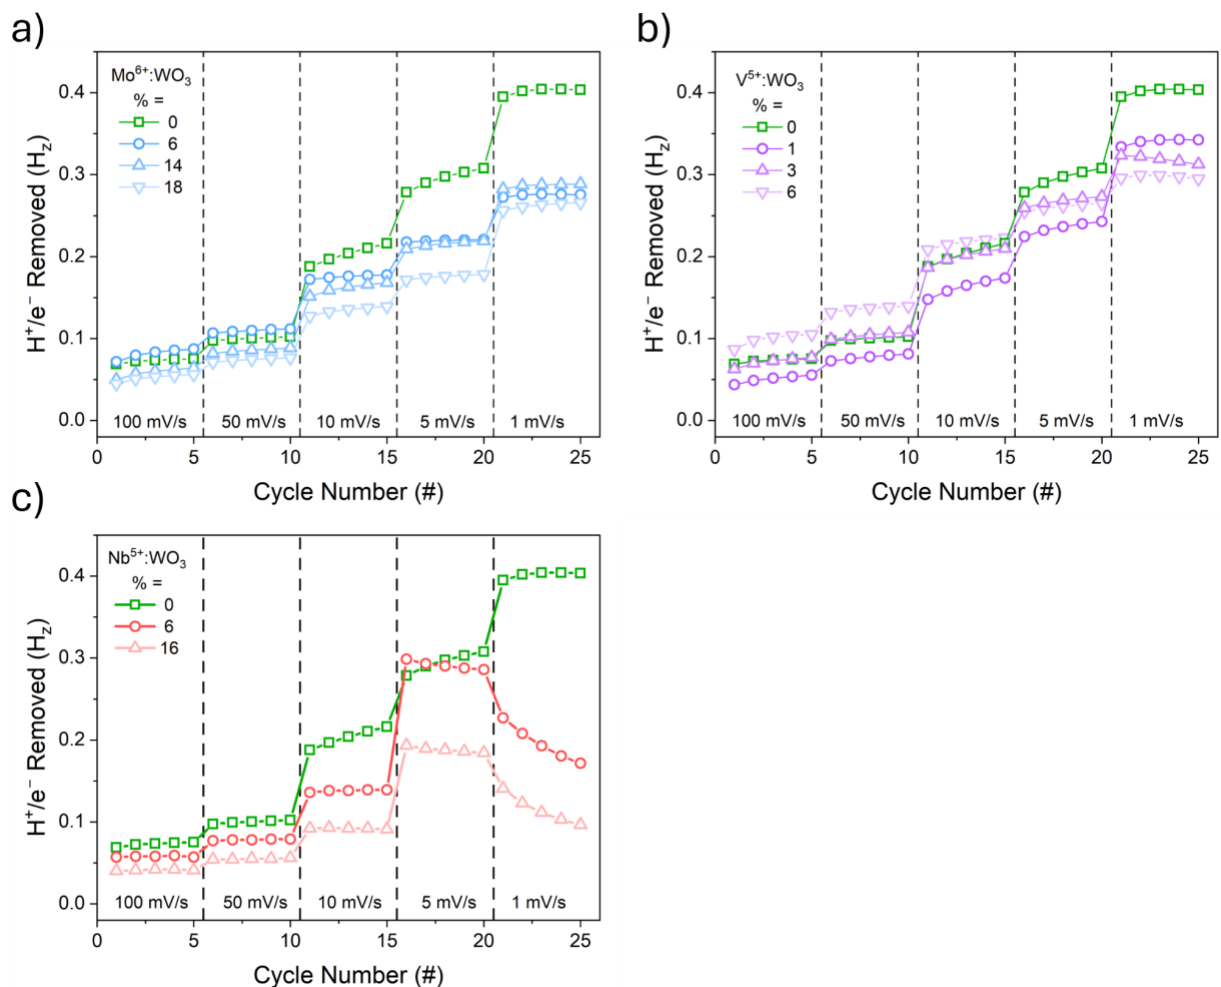 a)
Mo⁶⁺:WO₃
% =
0
6
14
18
H⁺/e⁻ Removed (H_z)
0.4
0.3
0.2
0.1
0.0
100 mV/s 50 mV/s 10 mV/s 5 mV/s 1 mV/s
0 5 10 15 20 25
Cycle Number (#)
b)
V⁵⁺:WO₃
% =
0
1
3
6
H⁺/e⁻ Removed (H_z)
0.4
0.3
0.2
0.1
0.0
100 mV/s 50 mV/s 10 mV/s 5 mV/s 1 mV/s
0 5 10 15 20 25
Cycle Number (#)
c)
Nb⁵⁺:WO₃
% =
0
6
16
H⁺/e⁻ Removed (H_z)
0.4
0.3
0.2
0.1
0.0
100 mV/s 50 mV/s 10 mV/s 5 mV/s 1 mV/s
0 5 10 15 20 25
Cycle Number (#)